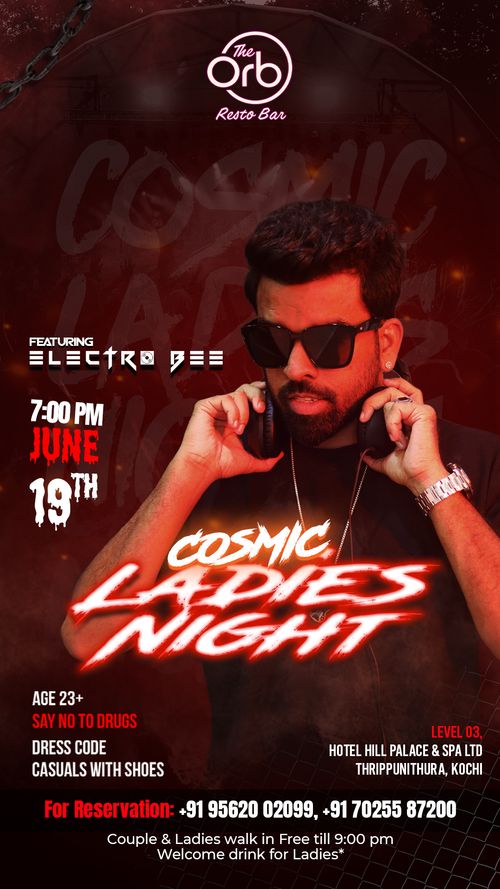 The
Orb
Resto Bar
COSMIC
LADIES
NIGHT
FEATURING
ELECTRO BEE
7:00 PM
JUNE
19TH
COSMIC
LADIES
NIGHT
AGE 23+
SAY NO TO DRUGS
DRESS CODE
CASUALS WITH SHOES
LEVEL 03,
HOTEL HILL PALACE & SPA LTD
THRIPPUNITHURA, KOCHI
For Reservation: +91 95620 02099, +91 70255 87200
Couple & Ladies walk in Free till 9:00 pm
Welcome drink for Ladies*